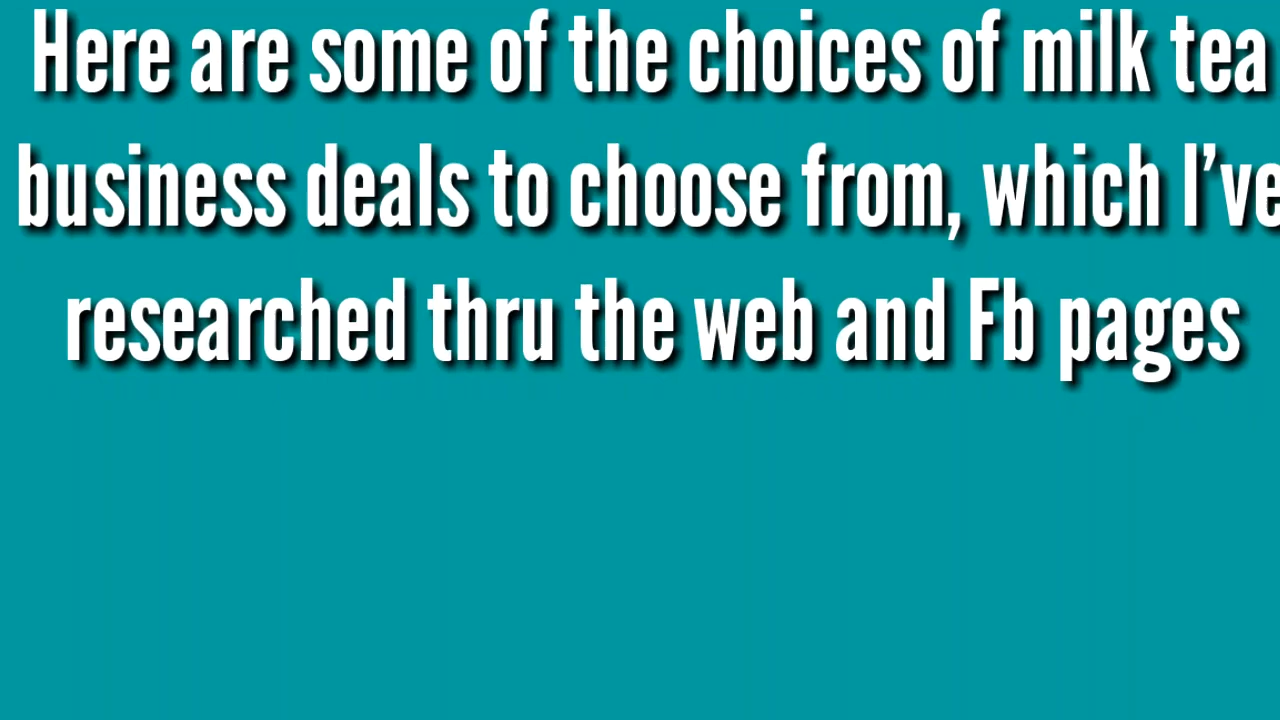 Here are some of the choices of milk tea
business deals to choose from, which I've
researched thru the web and Fb pages